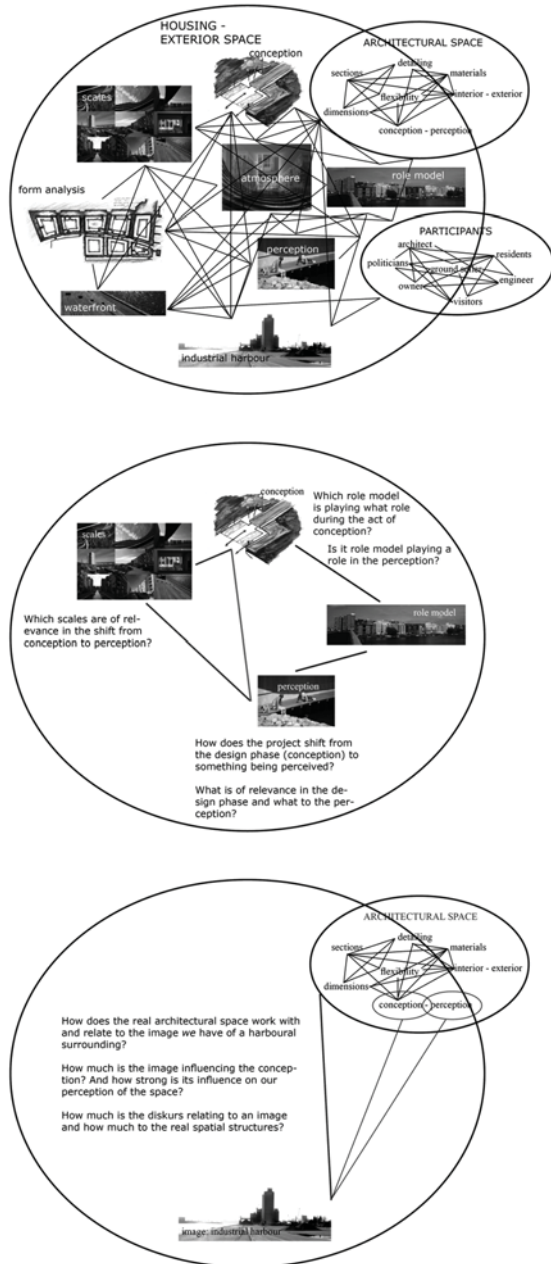 HOUSING -
EXTERIOR SPACE
conception
ARCHITECTURAL SPACE
detailing
sections
materials
flexibility
interior - exterior
dimensions
conception - perception
scales
atmosphere
role model
form analysis
perception
waterfront
industrial harbour
PARTICIPANTS
architect
residents
politicians
ground
owner
engineer
visitors
conception
Which role model
is playing what role
during the act of
conception?
Is it role model playing a
role in the perception?
scales
Which scales are of rel-
evance in the shift from
conception to perception?
role model
perception
How does the project shift from
the design phase (conception) to
something being perceived?
What is of relevance in the de-
sign phase and what to the per-
ception?
ARCHITECTURAL SPACE
detailing
sections
materials
flexibility
interior - exterior
dimensions
conception - perception
How does the real architectural space work with
and relate to the image we have of a harboural
surrounding?
How much is the image influencing the concep-
tion? And how strong is its influence on our
perception of the space?
How much is the diskurs relating to an image
and how much to the real spatial structures?
image: industrial harbour